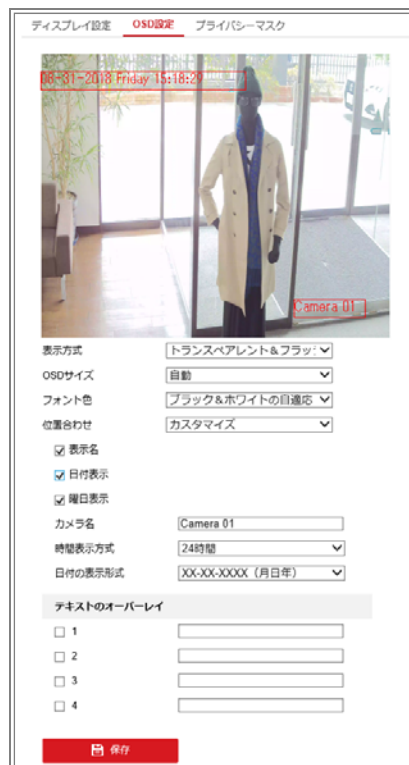 ディスプレイ設定 OSD設定 プライバシーマスク
08-31-2018 Friday 15:18:29
Camera 01
表示方式 トランスペアレント&フラッシ
OSDサイズ 自動
フォント色 ブラック&ホワイトの自適応
位置合わせ カスタマイズ
表示名
日付表示
曜日表示
カメラ名 Camera 01
時間表示方式 24時間
日付の表示形式 XX-XX-XXXX（月日年）
テキストのオーバーレイ
1
2
3
4
保存